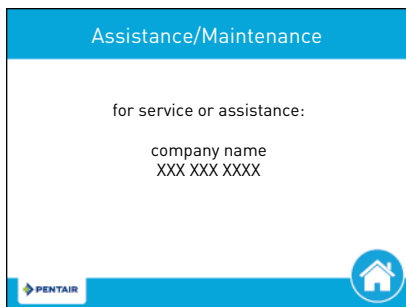 Assistance/Maintenance
for service or assistance:
company name
XXX XXX XXXX
PENTAIR